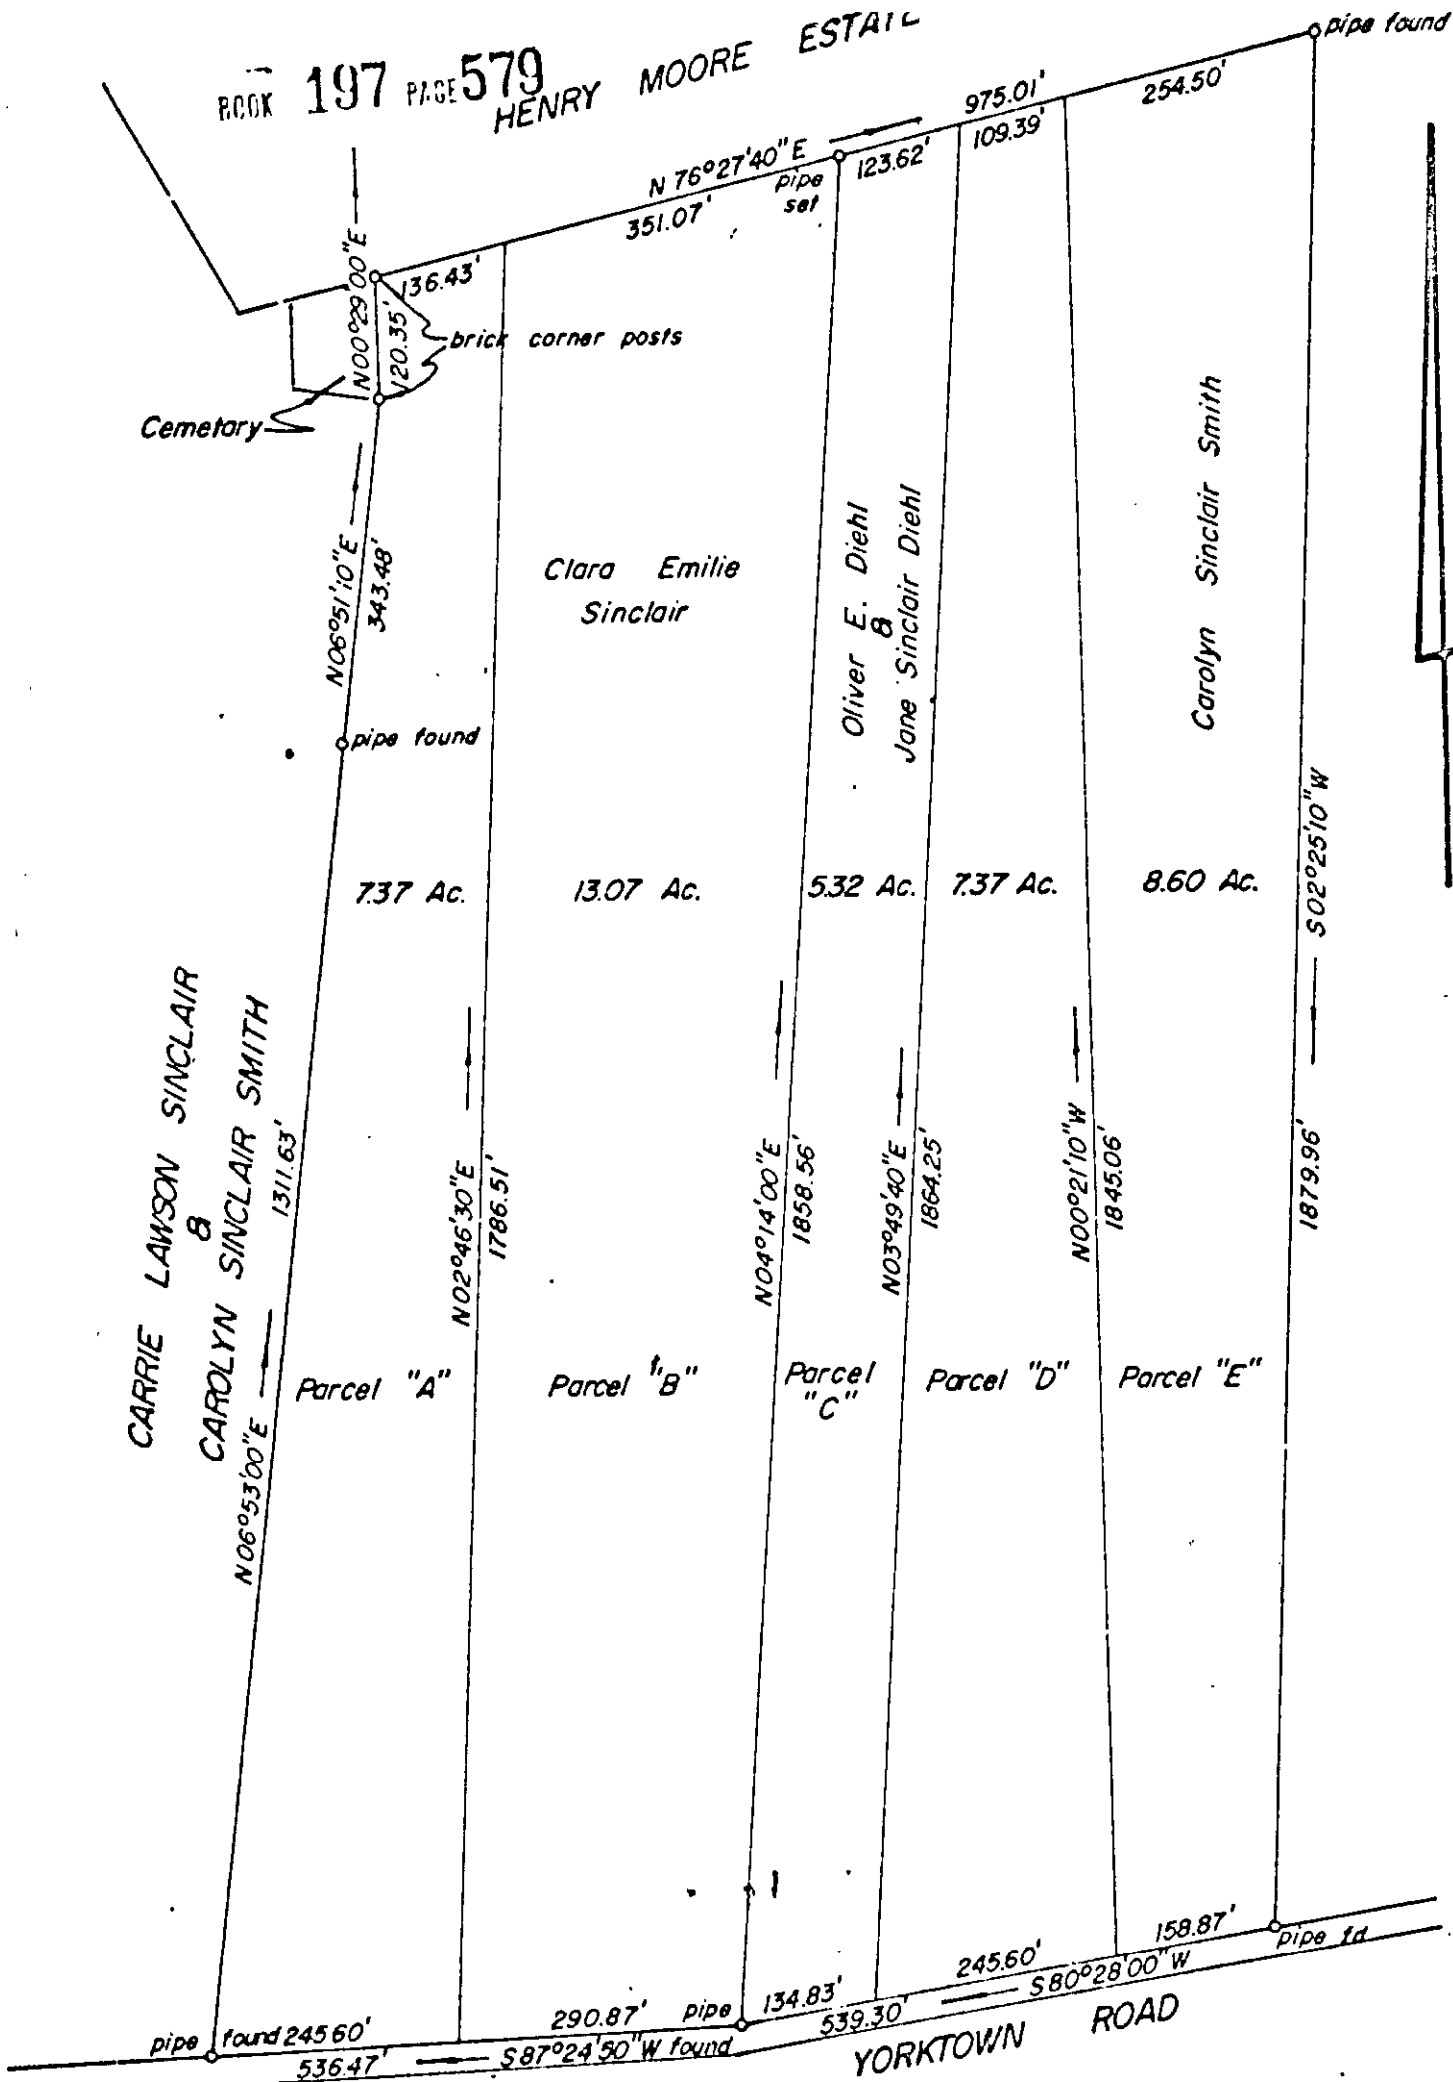 BOOK 197 PAGE 579
HENRY MOORE ESTATE
pipe found
975.01'
254.50'
109.39'
123.62'
N 76°27'40" E
pipe
set
351.07'
136.43'
N00°29'00"E
120.35'
brick corner posts
Cemetary
N06°51'10"E
343.48'
pipe found
Clara Emilie
Sinclair
Oliver E. Diehl
&
Jane Sinclair Diehl
Carolyn Sinclair Smith
7.37 Ac.
13.07 Ac.
5.32 Ac.
7.37 Ac.
8.60 Ac.
S02°25'10"W
1879.96'
CARRIE LAWSON SINCLAIR
&
CAROLYN SINCLAIR SMITH
1311.63'
N06°53'00"E
N02°46'30"E
1786.51'
N04°14'00"E
1858.56'
N03°49'40"E
1864.25'
N00°21'10"W
1845.06'
Parcel "A"
Parcel "B"
Parcel
"C"
Parcel "D"
Parcel "E"
158.87'
pipe fd.
245.60'
S80°28'00"W
134.83'
539.30'
290.87'
pipe
found
pipe found
245.60'
536.47'
S87°24'50"W
YORKTOWN ROAD